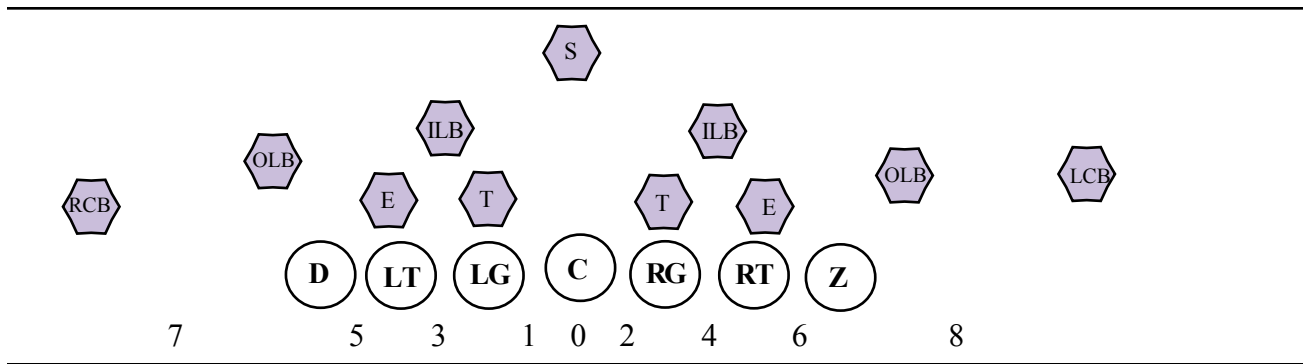 S
ILB ILB
OLB OLB LCB
RCB E T T E
D LT LG C RG RT Z
7 5 3 1 0 2 4 6 8